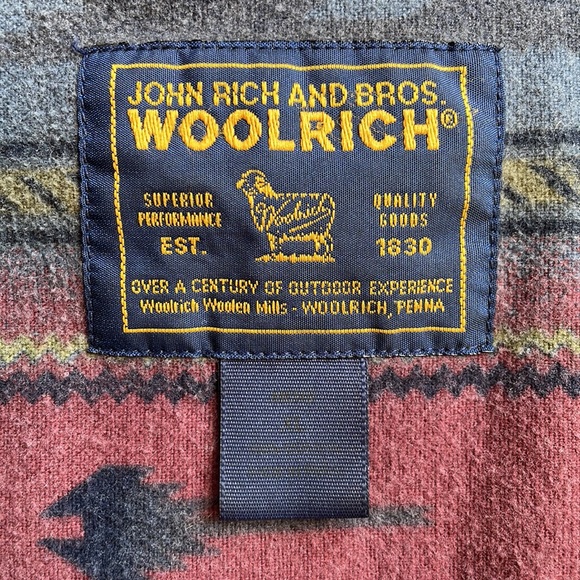 JOHN RICH AND BROS.
WOOLRICH®
SUPERIOR
PERFORMANCE
Woolrich
QUALITY
GOODS
EST.
1830
OVER A CENTURY OF OUTDOOR EXPERIENCE
Woolrich Woolen Mills - WOOLRICH, PENNA